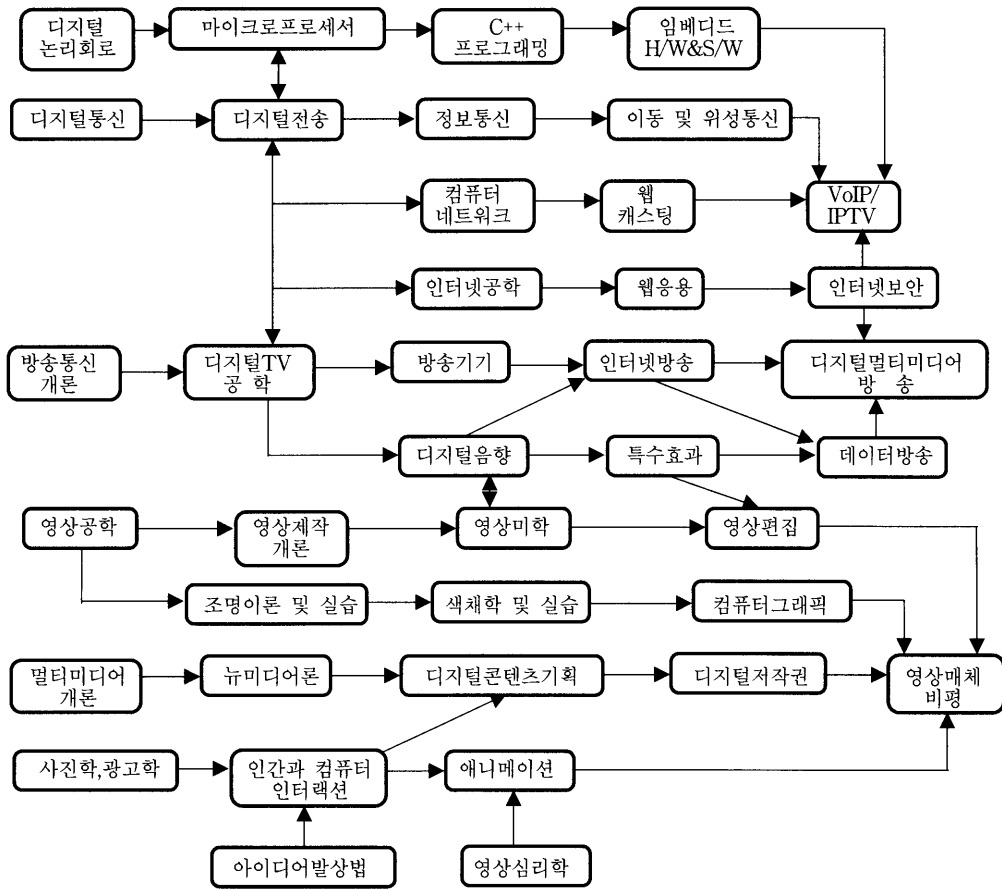 디지털
논리회로
마이크로프로세서
C++
프로그래밍
임베디드
H/W&S/W
디지털통신
디지털전송
정보통신
이동 및 위성통신
컴퓨터
네트워크
웹
캐스팅
VoIP/
IPTV
인터넷공학
웹응용
인터넷보안
방송통신
개론
디지털TV
공 학
방송기기
인터넷방송
디지털멀티미디어
방 송
디지털음향
특수효과
데이터방송
영상공학
영상제작
개론
영상미학
영상편집
조명이론 및 실습
색채학 및 실습
컴퓨터그래픽
멀티미디어
개론
뉴미디어론
디지털콘텐츠기획
디지털저작권
영상매체
비평
사진학,광고학
인간과 컴퓨터
인터랙션
애니메이션
아이디어발상법
영상심리학